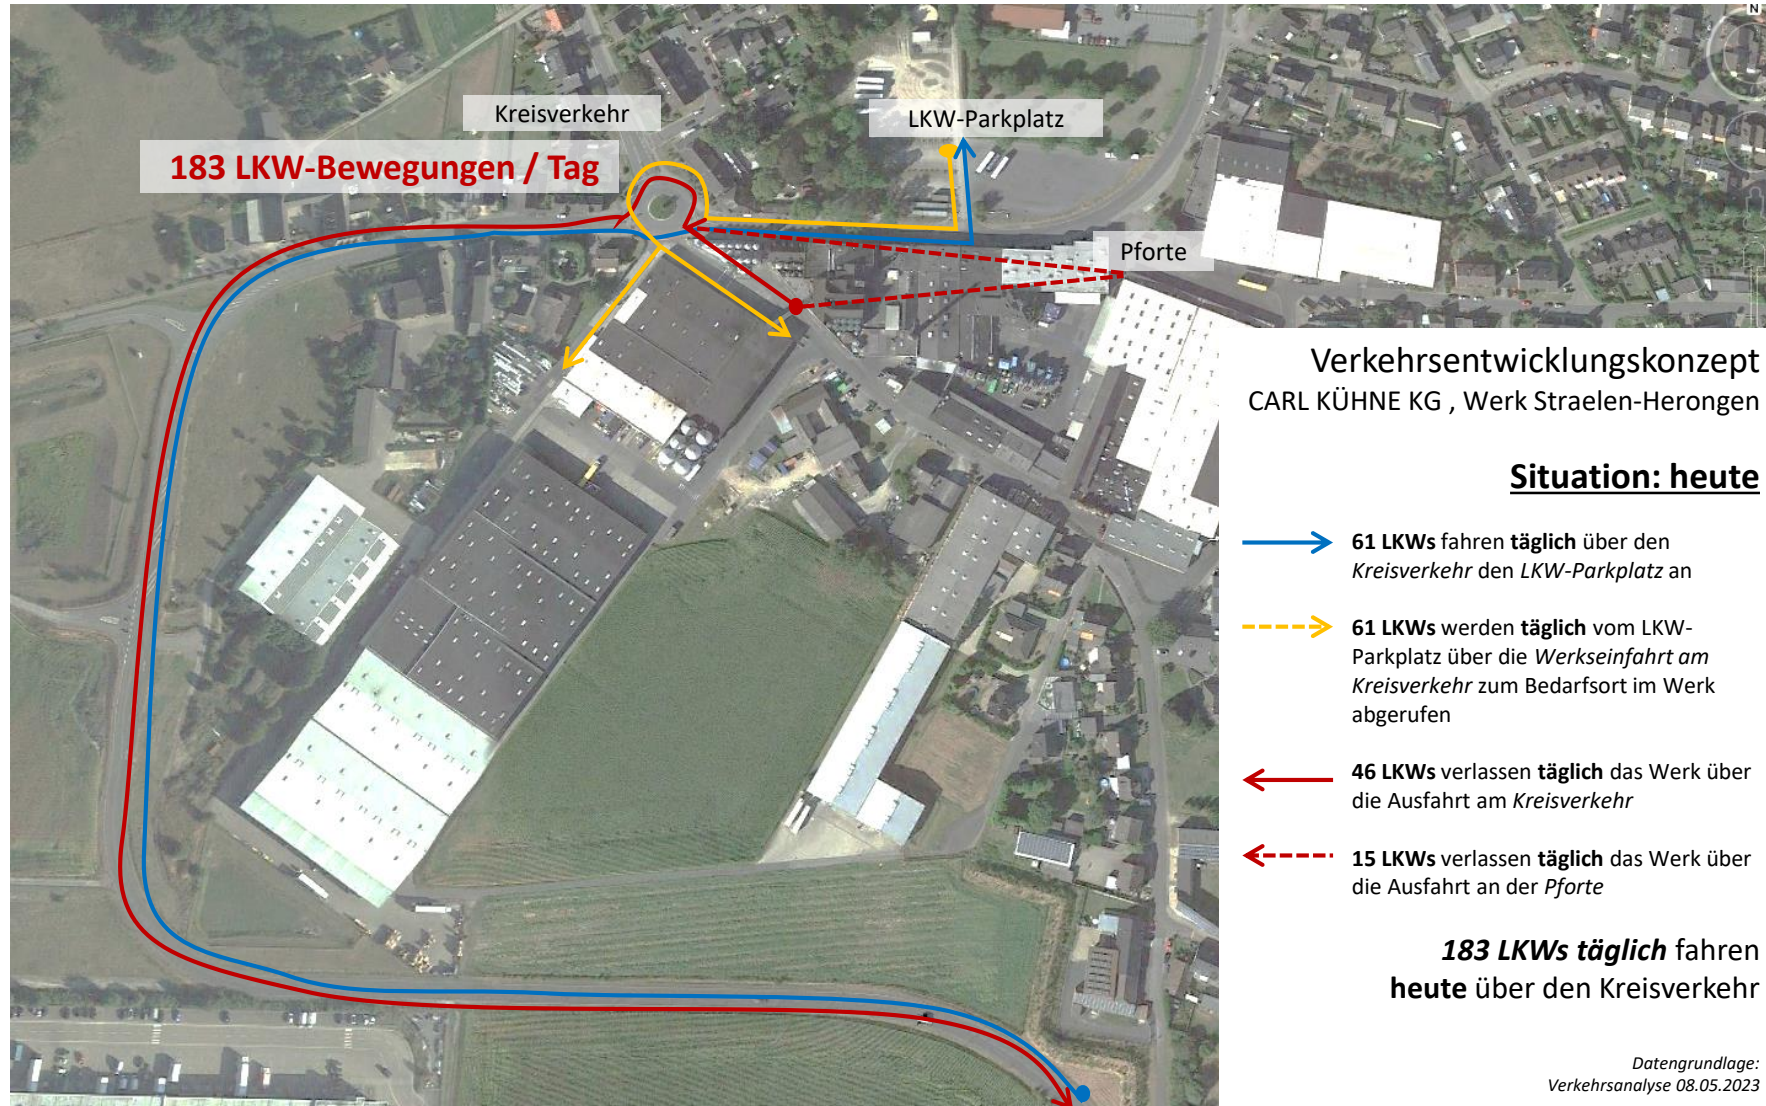 N
Kreisverkehr
LKW-Parkplatz
183 LKW-Bewegungen / Tag
Pforte
Verkehrsentwicklungskonzept
CARL KÜHNE KG , Werk Straelen-Herongen
Situation: heute
61 LKWs fahren täglich über den
Kreisverkehr den LKW-Parkplatz an
61 LKWs werden täglich vom LKW-
Parkplatz über die Werkseinfahrt am
Kreisverkehr zum Bedarfsort im Werk
abgerufen
46 LKWs verlassen täglich das Werk über
die Ausfahrt am Kreisverkehr
15 LKWs verlassen täglich das Werk über
die Ausfahrt an der Pforte
183 LKWs täglich fahren
heute über den Kreisverkehr
Datengrundlage:
Verkehrsanalyse 08.05.2023